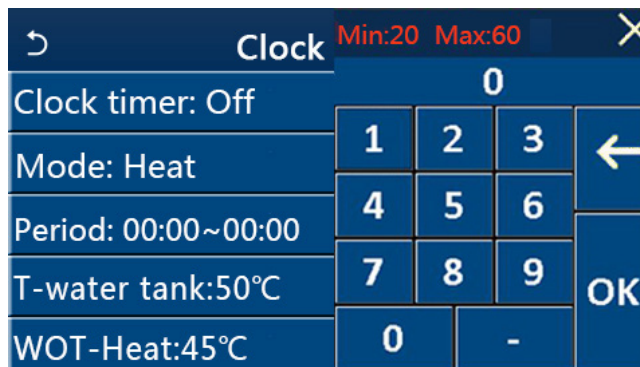 Clock
Clock timer: Off
Mode: Heat
Period: 00:00~00:00
T-water tank:50℃
WOT-Heat:45℃
Min:20 Max:60
0
1 2 3
4 5 6
7 8 9
0 -
OK